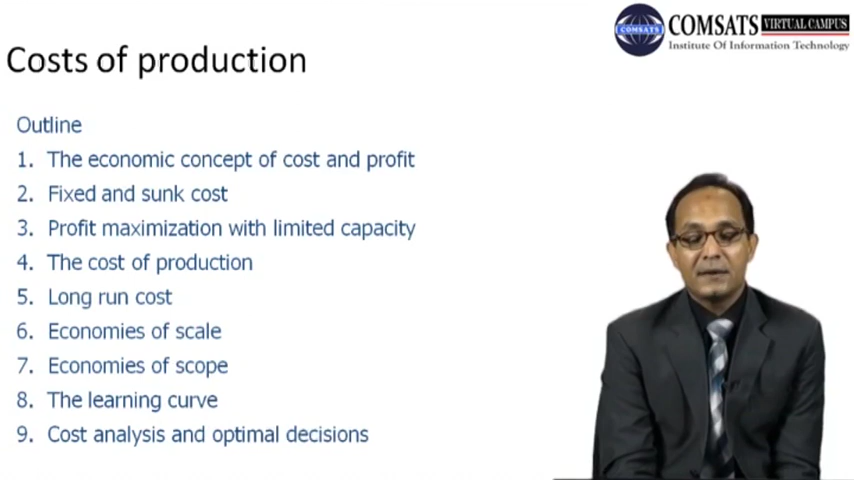 COMSATS VIRTUAL CAMPUS
COMSATS
Institute Of Information Technology
Costs of production
Outline
1. The economic concept of cost and profit
2. Fixed and sunk cost
3. Profit maximization with limited capacity
4. The cost of production
5. Long run cost
6. Economies of scale
7. Economies of scope
8. The learning curve
9. Cost analysis and optimal decisions